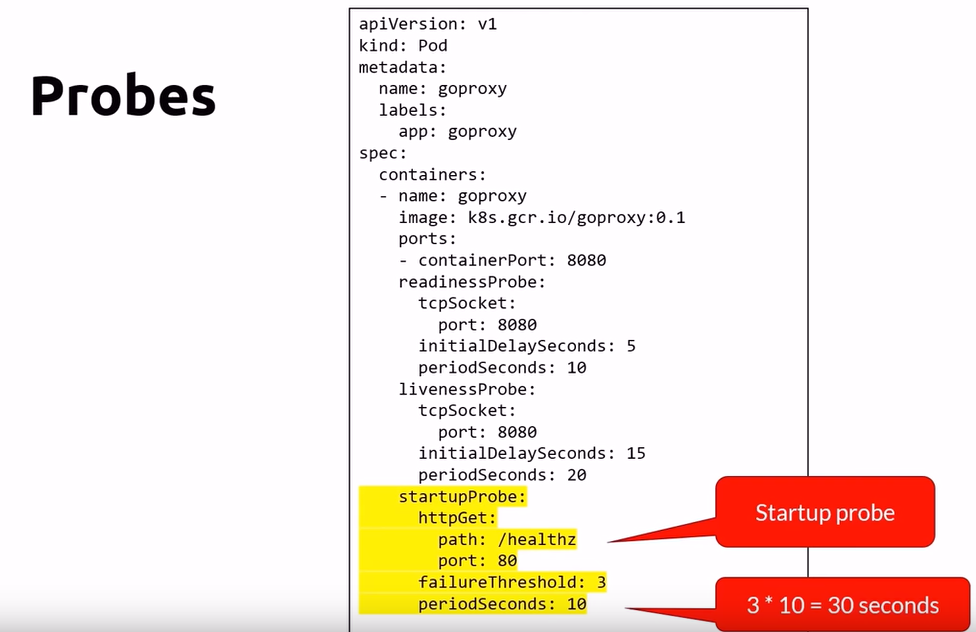 Probes
apiVersion: v1
kind: Pod
metadata:
  name: goproxy
  labels:
    app: goproxy
spec:
  containers:
  - name: goproxy
    image: k8s.gcr.io/goproxy:0.1
    ports:
    - containerPort: 8080
    readinessProbe:
      tcpSocket:
        port: 8080
      initialDelaySeconds: 5
      periodSeconds: 10
    livenessProbe:
      tcpSocket:
        port: 8080
      initialDelaySeconds: 15
      periodSeconds: 20
    startupProbe:
      httpGet:
        path: /healthz
        port: 80
      failureThreshold: 3
      periodSeconds: 10
Startup probe
3 * 10 = 30 seconds